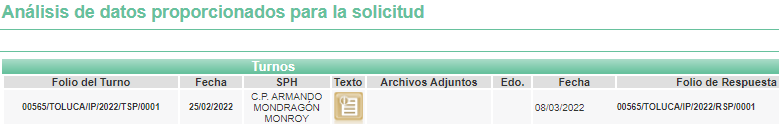 Análisis de datos proporcionados para la solicitud
Turnos
Folio del Turno Fecha SPH Texto Archivos Adjuntos Edo. Fecha Folio de Respuesta
00565/TOLUCA/IP/2022/TSP/0001 25/02/2022 C.P. ARMANDO MONDRAGÓN MONROY 08/03/2022 00565/TOLUCA/IP/2022/RSP/0001